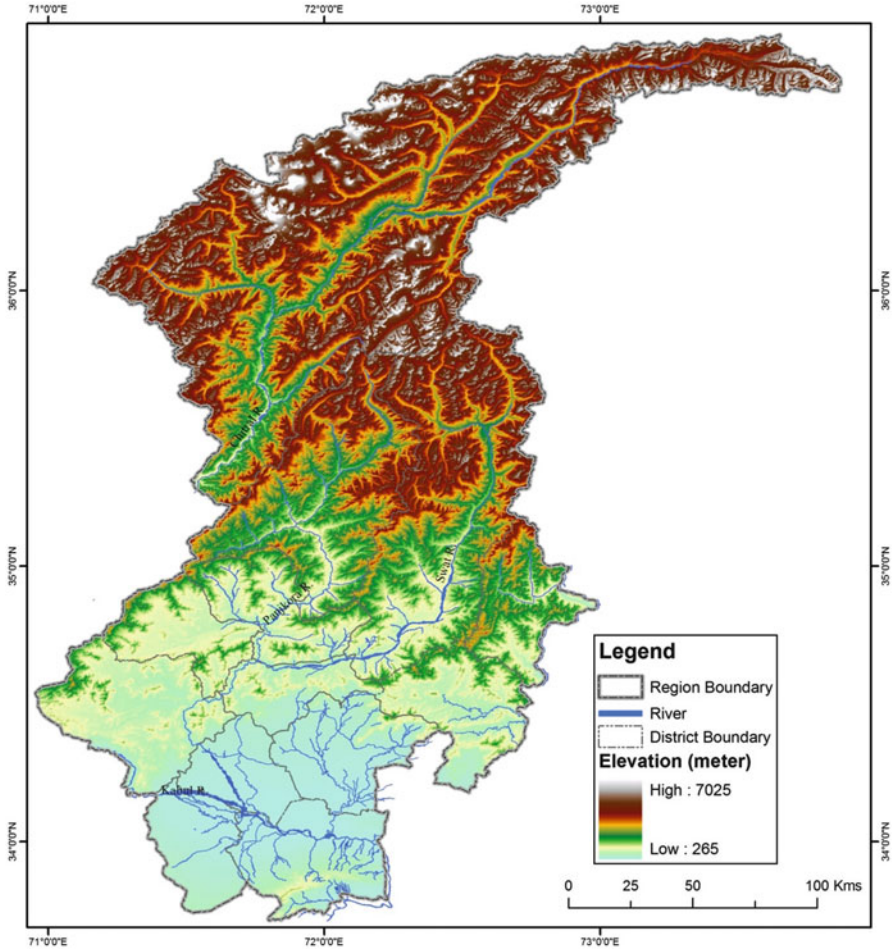 71°0'0"E 72°0'0"E 73°0'0"E
36°0'0"N 36°0'0"N
Chitral R.
35°0'0"N 35°0'0"N
Swat R.
Panjkora R.
Legend
Region Boundary
River
District Boundary
Elevation (meter)
High : 7025
Low : 265
Kabul R.
34°0'0"N 34°0'0"N
0 25 50 100 Kms
71°0'0"E 72°0'0"E 73°0'0"E